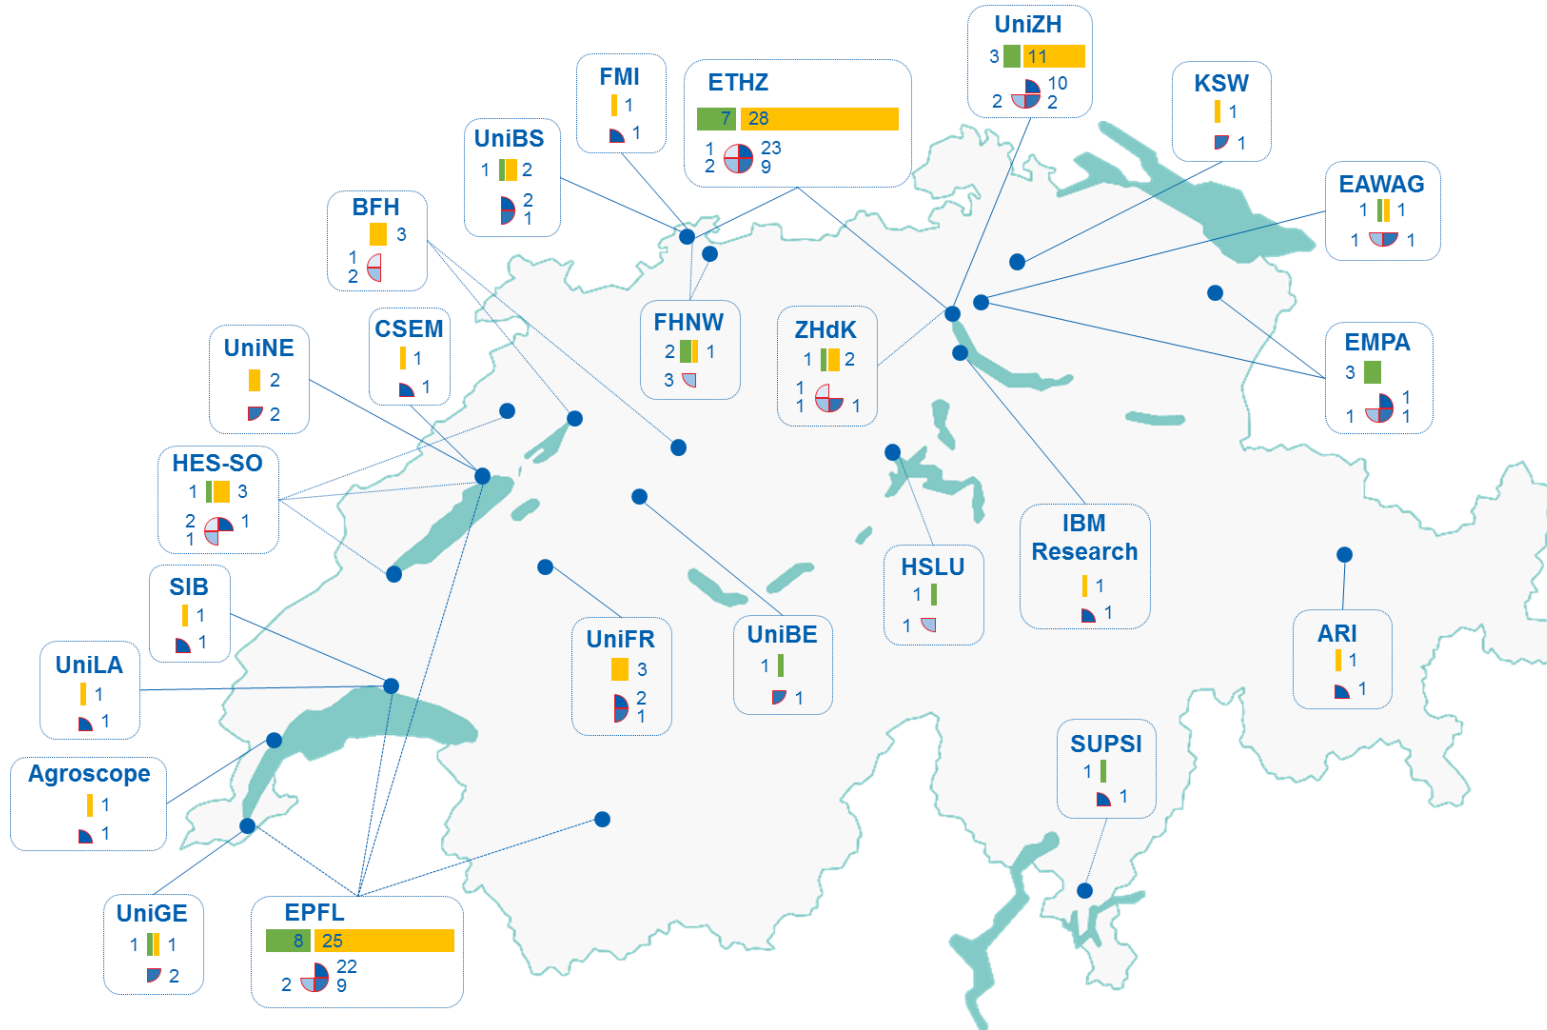 UniZH
3 11
10
2 2
FMI
1
1
ETHZ
7 28
1 23
2 9
KSW
1
1
UniBS
1 2
2
1
EAWAG
1 1
1 1
BFH
3
1
2
CSEM
1
1
FHNW
2 1
3
ZHdK
1 2
1
1 1
UniNE
2
2
EMPA
3
1
1 1
HES-SO
1 3
2 1
1
IBM
Research
1
1
HSLU
1
1
SIB
1
1
UniFR
3
2
1
UniBE
1
1
ARI
1
1
UniLA
1
1
SUPSI
1
1
Agroscope
1
1
UniGE
1 1
2
EPFL
8 25
22
2 9